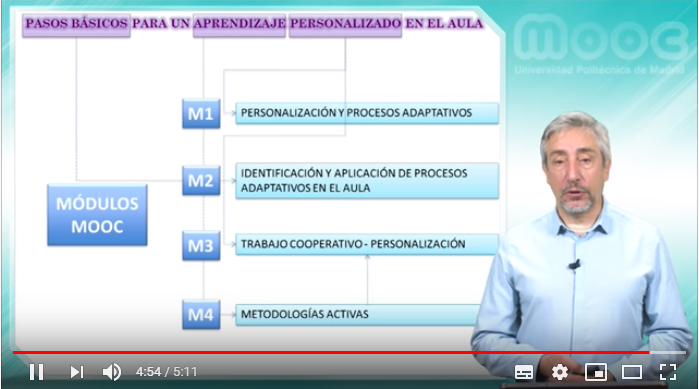 PASOS BÁSICOS PARA UN APRENDIZAJE PERSONALIZADO EN EL AULA
mooc
Universidad Politécnica de Madrid
M1
PERSONALIZACIÓN Y PROCESOS ADAPTATIVOS
M2
IDENTIFICACIÓN Y APLICACIÓN DE PROCESOS
ADAPTATIVOS EN EL AULA
MÓDULOS
MOOC
M3
TRABAJO COOPERATIVO - PERSONALIZACIÓN
M4
METODOLOGÍAS ACTIVAS
4:54 / 5:11